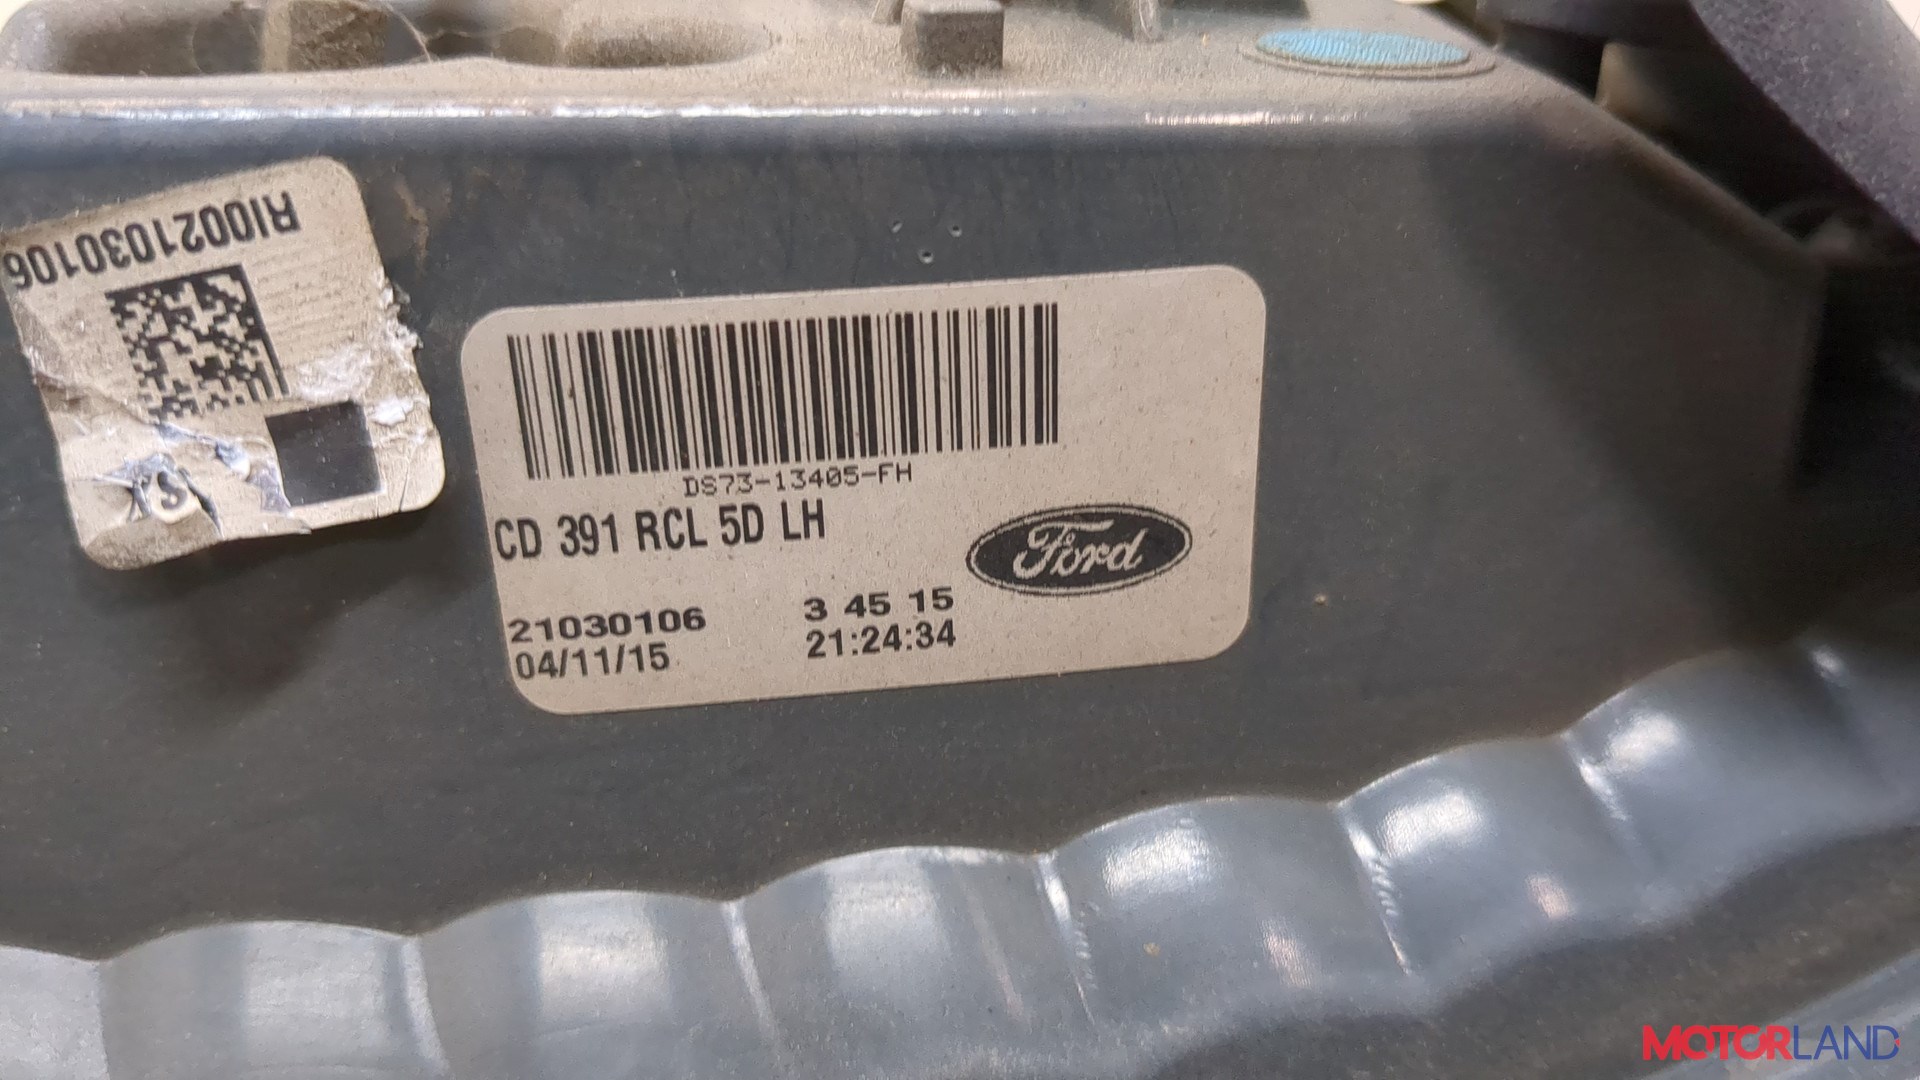 RI0021030106
DS73-13405-FH
CD 391 RCL 5D LH
Ford
21030106
3 45 15
04/11/15
21:24:34
MOTORLAND